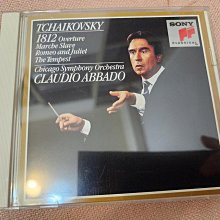 TCHAIKOVSKY
1812 Overture
Marche Slave
Romeo and Juliet
The Tempest
Chicago Symphony Orchestra
CLAUDIO ABBADO
SONY
CLASSICAL